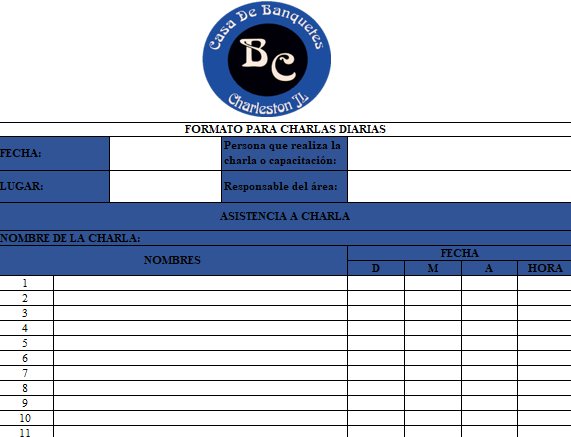 Casa De Banquetes
BC
Charleston JL
FORMATO PARA CHARLAS DIARIAS
FECHA:
Persona que realiza la
charla o capacitación:
LUGAR:
Responsable del área:
ASISTENCIA A CHARLA
NOMBRE DE LA CHARLA:
NOMBRES
FECHA
D M A HORA
1
2
3
4
5
6
7
8
9
10
11